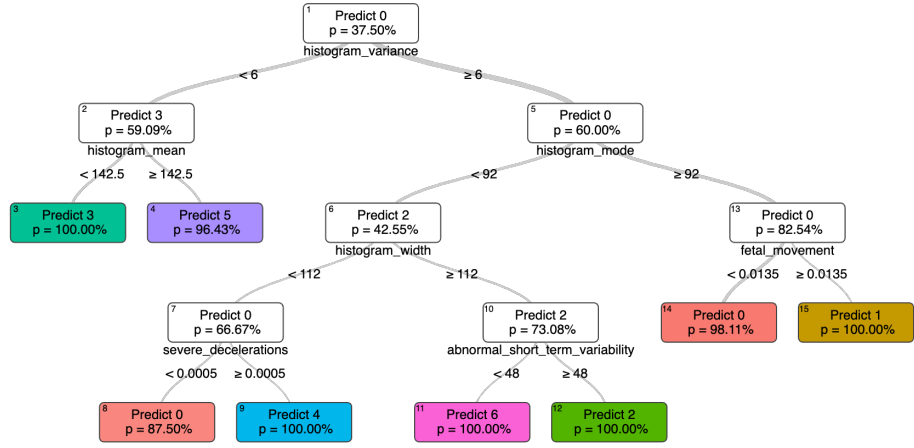 1
Predict 0
p = 37.50%
histogram_variance
< 6
≥ 6
2
Predict 3
p = 59.09%
histogram_mean
5
Predict 0
p = 60.00%
histogram_mode
< 142.5
≥ 142.5
< 92
≥ 92
3
Predict 3
p = 100.00%
4
Predict 5
p = 96.43%
6
Predict 2
p = 42.55%
histogram_width
13
Predict 0
p = 82.54%
fetal_movement
< 112
≥ 112
< 0.0135
≥ 0.0135
7
Predict 0
p = 66.67%
severe_decelerations
10
Predict 2
p = 73.08%
abnormal_short_term_variability
14
Predict 0
p = 98.11%
15
Predict 1
p = 100.00%
< 0.0005
≥ 0.0005
< 48
≥ 48
8
Predict 0
p = 87.50%
9
Predict 4
p = 100.00%
11
Predict 6
p = 100.00%
12
Predict 2
p = 100.00%